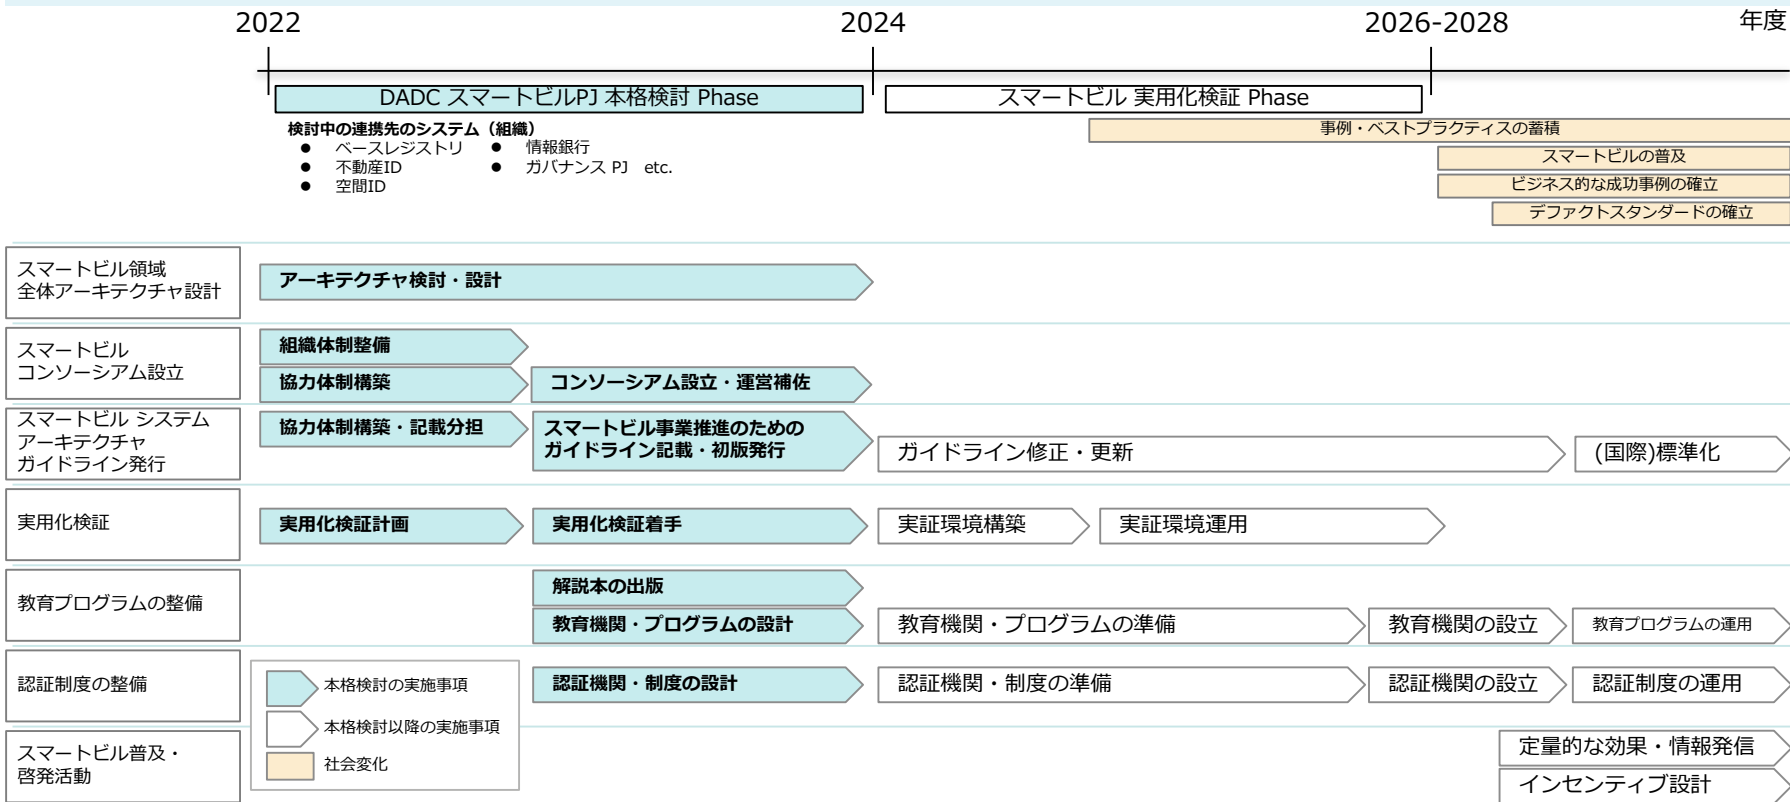 2022
2024
2026-2028
年度
DADC スマートビルPJ 本格検討 Phase
スマートビル 実用化検証 Phase
検討中の連携先のシステム（組織）
● ベースレジストリ
● 不動産ID
● 空間ID
● 情報銀行
● ガバナンス PJ etc.
事例・ベストプラクティスの蓄積
スマートビルの普及
ビジネス的な成功事例の確立
デファクトスタンダードの確立
スマートビル領域
全体アーキテクチャ設計
アーキテクチャ検討・設計
スマートビル
コンソーシアム設立
組織体制整備
協力体制構築
コンソーシアム設立・運営補佐
スマートビル システム
アーキテクチャ
ガイドライン発行
協力体制構築・記載分担
スマートビル事業推進のための
ガイドライン記載・初版発行
ガイドライン修正・更新
(国際)標準化
実用化検証
実用化検証計画
実用化検証着手
実証環境構築
実証環境運用
教育プログラムの整備
解説本の出版
教育機関・プログラムの設計
教育機関・プログラムの準備
教育機関の設立
教育プログラムの運用
認証制度の整備
認証機関・制度の設計
認証機関・制度の準備
認証機関の設立
認証制度の運用
本格検討の実施事項
本格検討以降の実施事項
社会変化
スマートビル普及・
啓発活動
定量的な効果・情報発信
インセンティブ設計